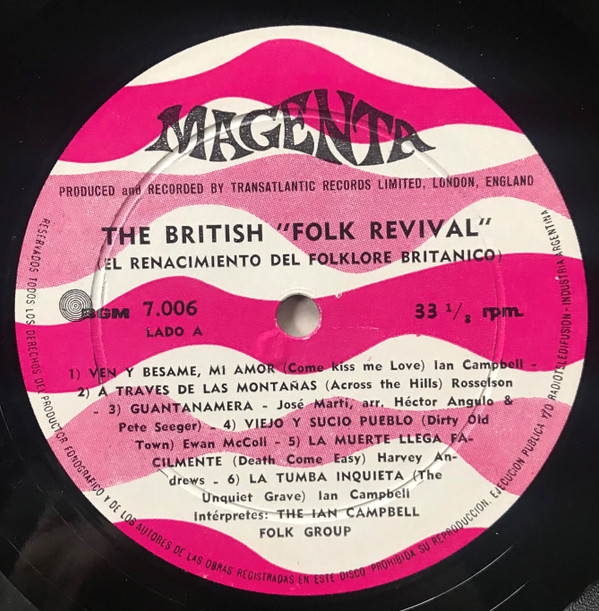 MAGENTA
PRODUCED and RECORDED BY TRANSATLANTIC RECORDS LIMITED, LONDON, ENGLAND
THE BRITISH "FOLK REVIVAL"
(EL RENACIMIENTO DEL FOLKLORE BRITANICO)
BGM 7.006 33 1/3 rpm.
LADO A
1) VEN Y BESAME, MI AMOR (Come kiss me Love) Ian Campbell -
2) A TRAVES DE LAS MONTAÑAS (Across the Hills) Rosselson
- 3) GUANTANAMERA - José Martí, arr. Héctor Angulo &
Pete Seeger) - 4) VIEJO Y SUCIO PUEBLO (Dirty Old
Town) Ewan McColl - 5) LA MUERTE LLEGA FA-
CILMENTE (Death Come Easy) Harvey An-
drews - 6) LA TUMBA INQUIETA (The
Unquiet Grave) Ian Campbell
Intérpretes: THE IAN CAMPBELL
FOLK GROUP
RESERVADOS TODOS LOS DERECHOS DEL PRODUCTOR FONOGRAFICO Y DE LOS AUTORES DE LAS OBRAS REGISTRADAS EN ESTE DISCO. PROHIBIDA SU REPRODUCCION, EJECUCION PUBLICA Y/O RADIOTELEDIFUSION - INDUSTRIA ARGENTINA